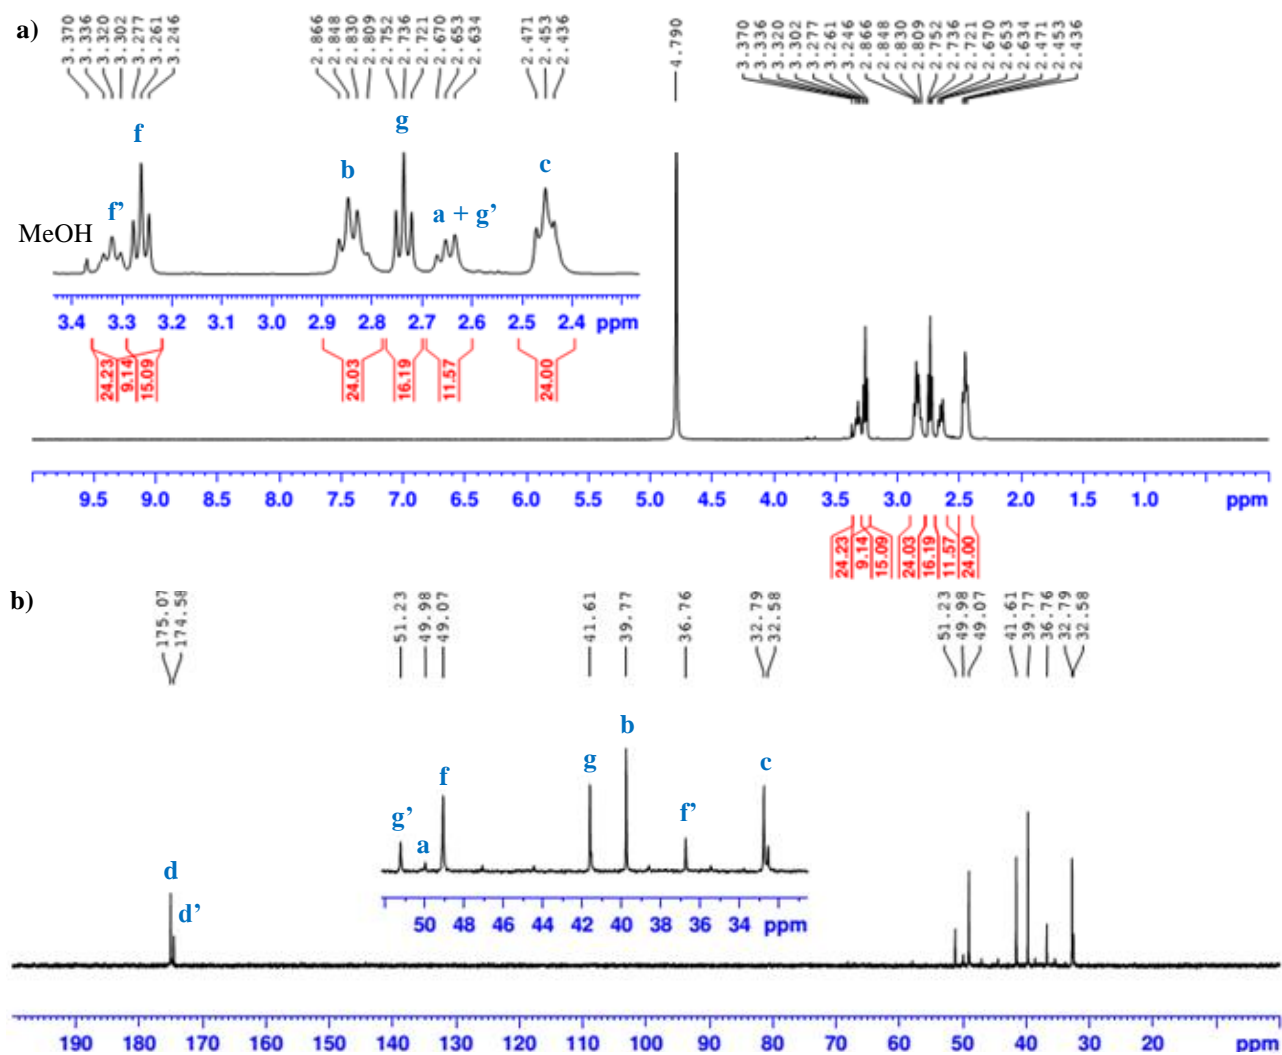 a)
3.370 3.336 3.320 3.302 3.277 3.261 3.246 2.866 2.848 2.830 2.809 2.752 2.736 2.721 2.670 2.653 2.634 2.471 2.453 2.436 4.790 3.370 3.336 3.320 3.302 3.277 3.261 3.246 2.866 2.848 2.830 2.809 2.752 2.736 2.721 2.670 2.653 2.634 2.471 2.453 2.436
f g
b c
f’ a + g’
MeOH
3.4 3.3 3.2 3.1 3.0 2.9 2.8 2.7 2.6 2.5 2.4 ppm
24.23 9.14 15.09 24.03 16.19 11.57 24.00
9.5 9.0 8.5 8.0 7.5 7.0 6.5 6.0 5.5 5.0 4.5 4.0 3.5 3.0 2.5 2.0 1.5 1.0 ppm
24.23 9.14 15.09 24.03 16.19 11.57 24.00
b)
175.07 174.58 51.23 49.98 49.07 41.61 39.77 36.76 32.79 32.58 51.23 49.98 49.07 41.61 39.77 36.76 32.79 32.58
b
f g c
g’ f’
a
d
d’
50 48 46 44 42 40 38 36 34 ppm
190 180 170 160 150 140 130 120 110 100 90 80 70 60 50 40 30 20 ppm